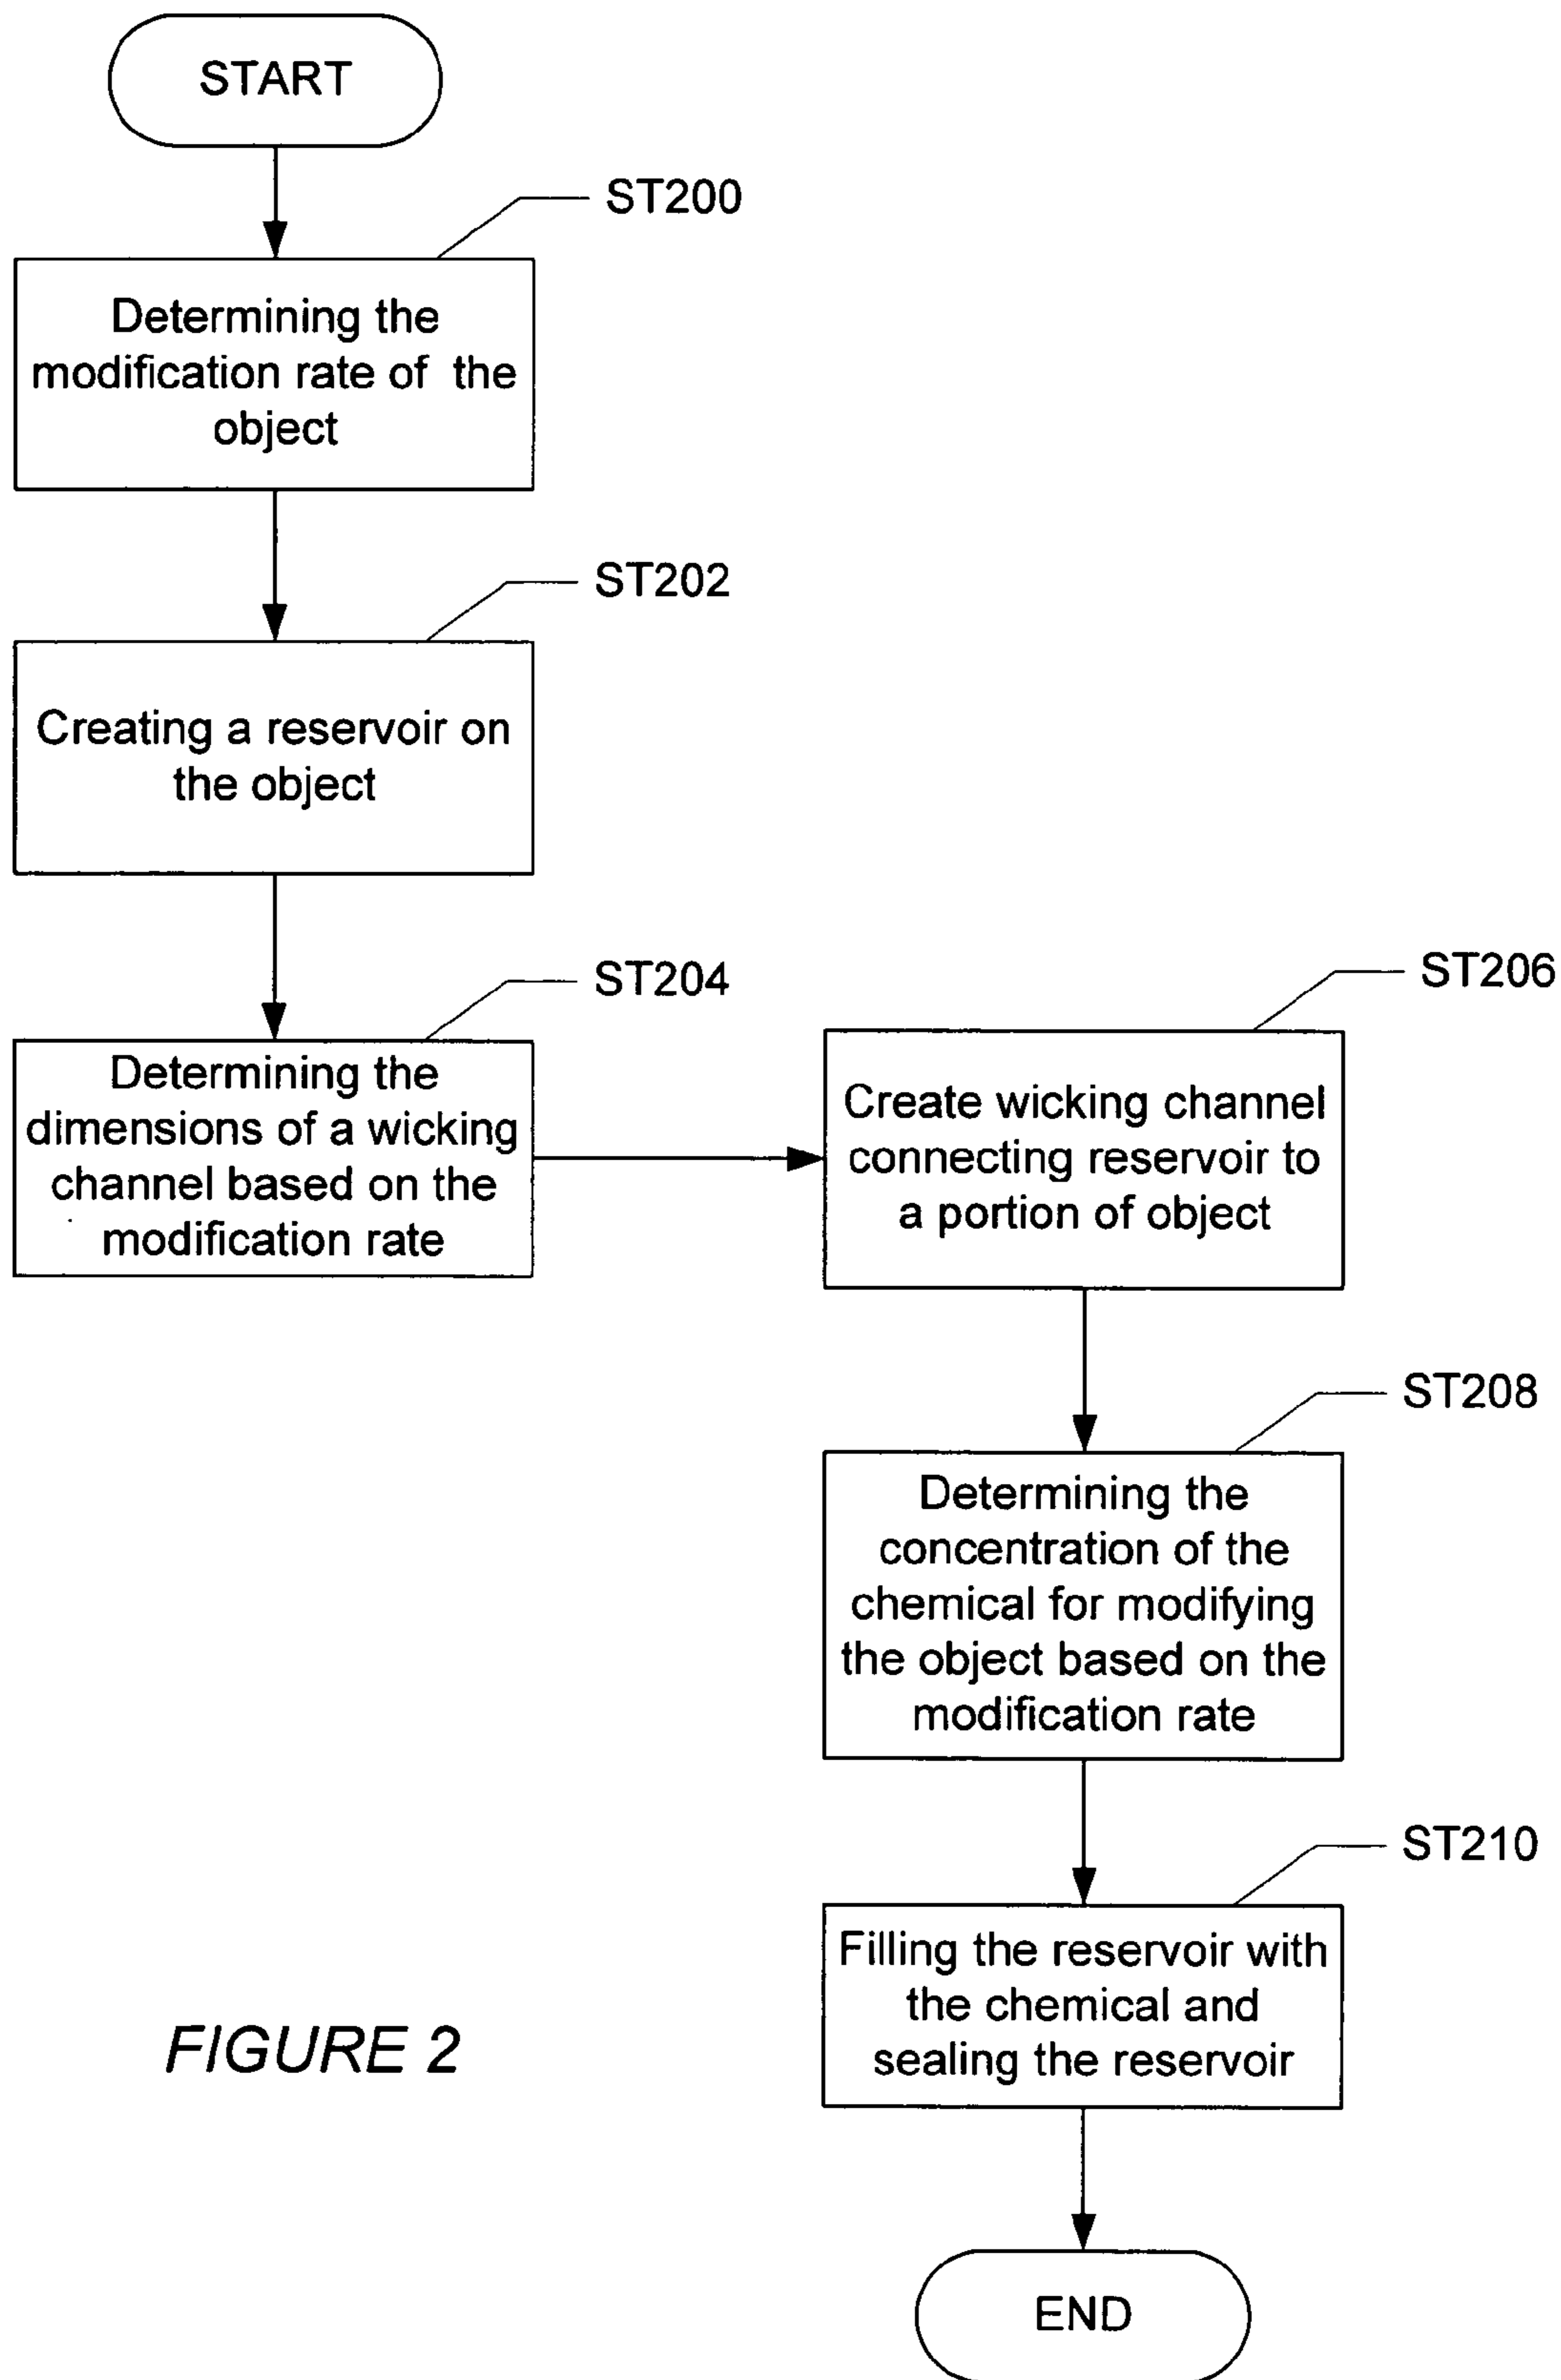 START
ST200
Determining the
modification rate of the
object
ST202
Creating a reservoir on
the object
ST204
Determining the
dimensions of a wicking
channel based on the
modification rate
ST206
Create wicking channel
connecting reservoir to
a portion of object
ST208
Determining the
concentration of the
chemical for modifying
the object based on the
modification rate
ST210
Filling the reservoir with
the chemical and
sealing the reservoir
END
FIGURE 2